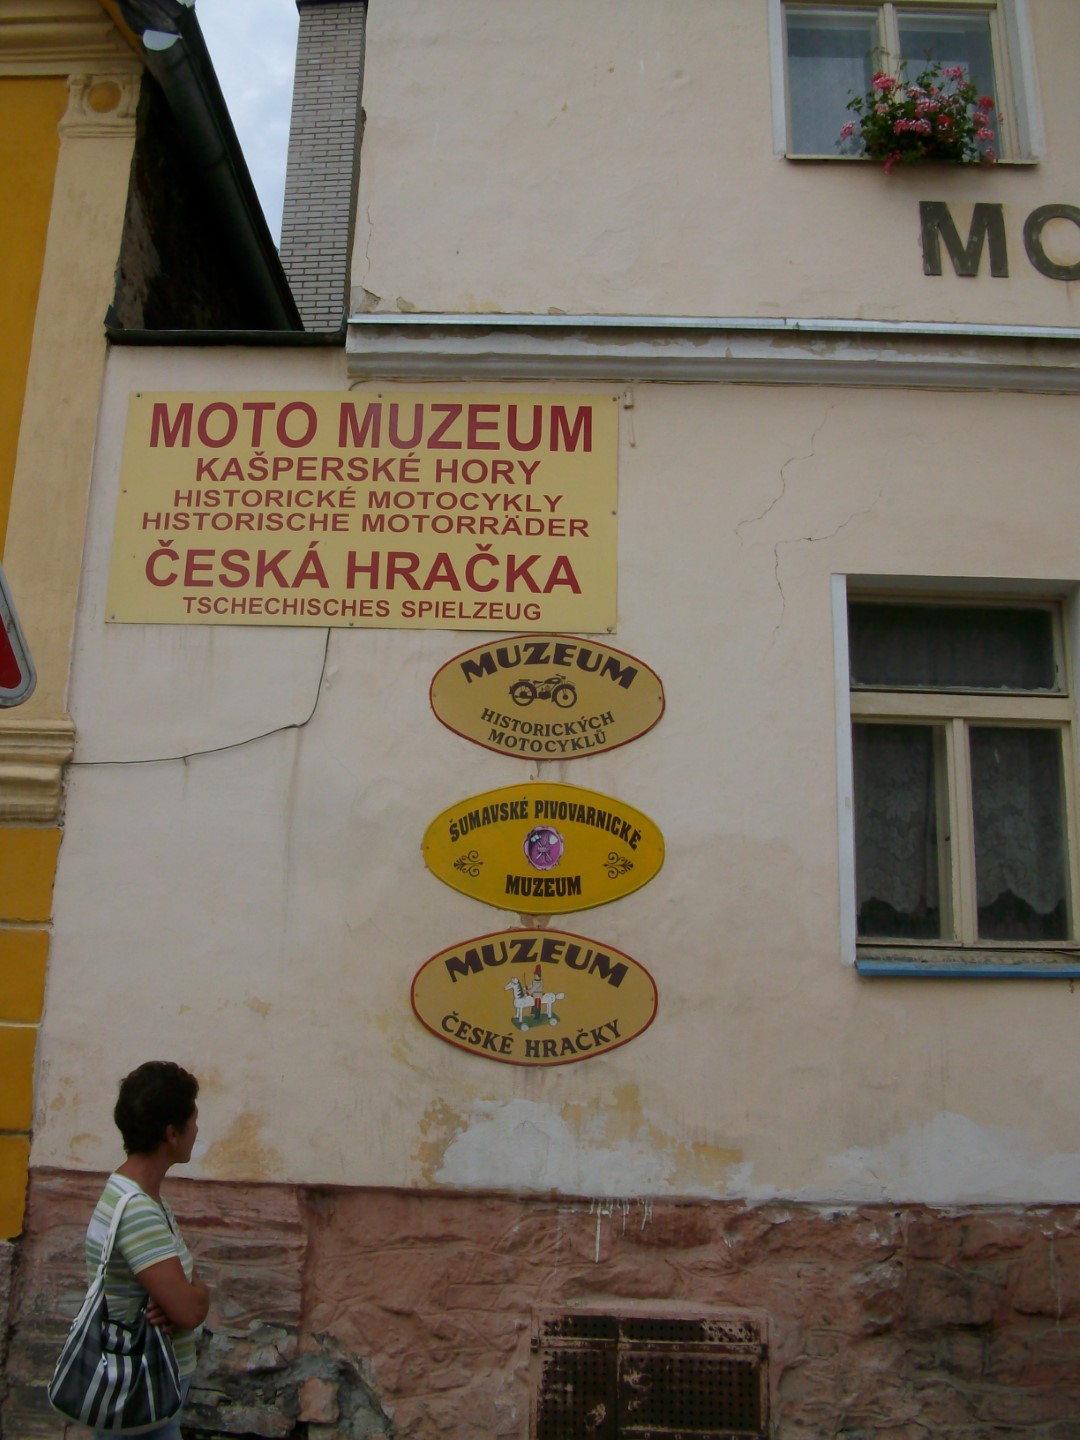 MO
MOTO MUZEUM
KAŠPERSKÉ HORY
HISTORICKÉ MOTOCYKLY
HISTORISCHE MOTORRÄDER
ČESKÁ HRAČKA
TSCHECHISCHES SPIELZEUG
MUZEUM
HISTORICKÝCH
MOTOCYKLŮ
ŠUMAVSKÉ PIVOVARNICKÉ
MUZEUM
MUZEUM
ČESKÉ HRAČKY